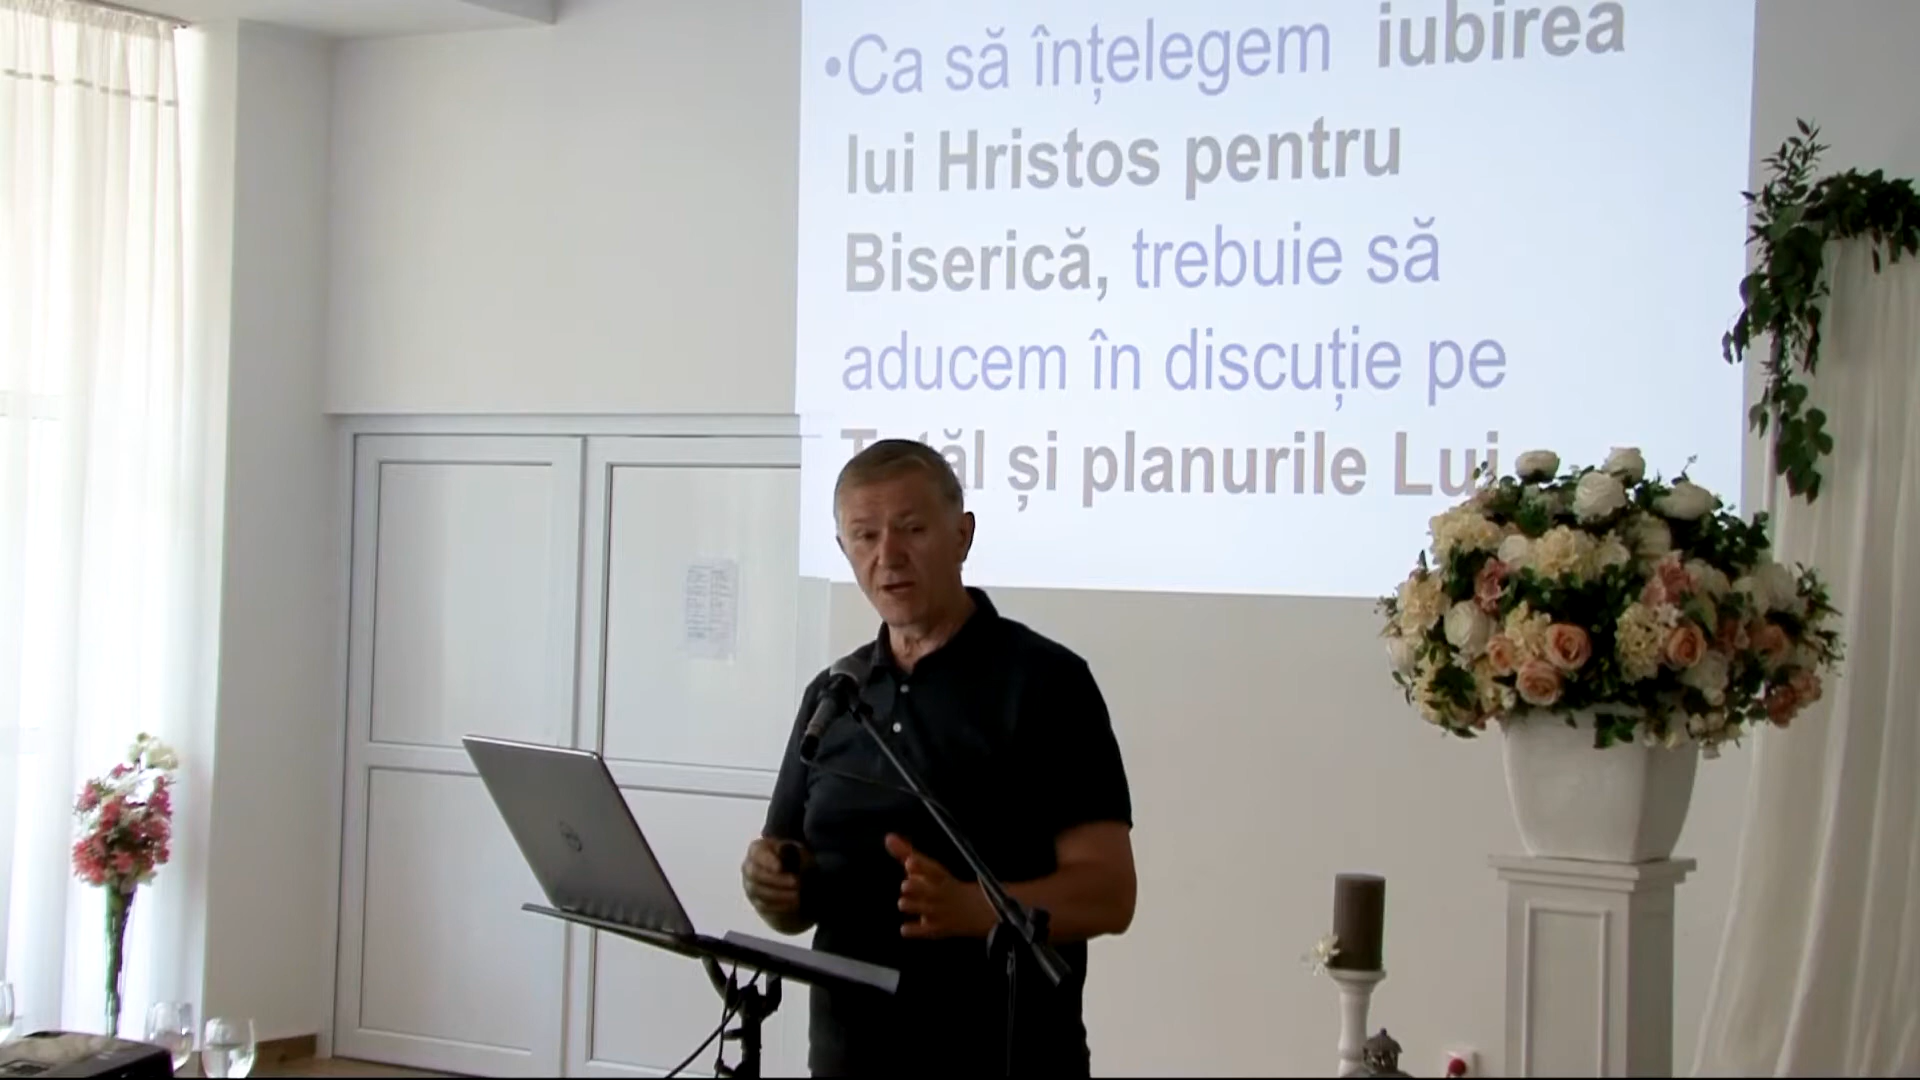 •Ca să înțelegem iubirea
lui Hristos pentru
Biserică, trebuie să
aducem în discuție pe
și planurile Lui